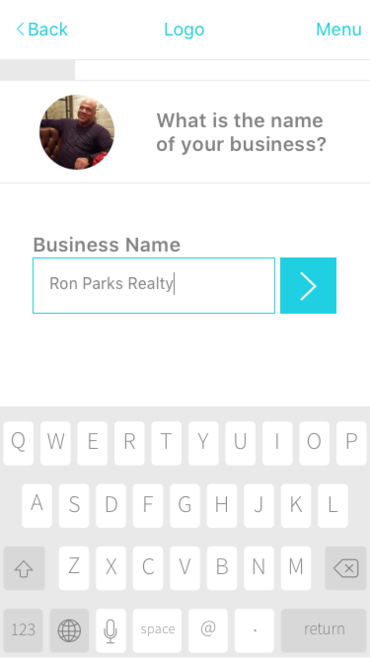 Back Logo Menu
What is the name
of your business?
Business Name
Ron Parks Realty
Q W E R T Y U I O P
A S D F G H J K L
Z X C V B N M
123 space @ . return